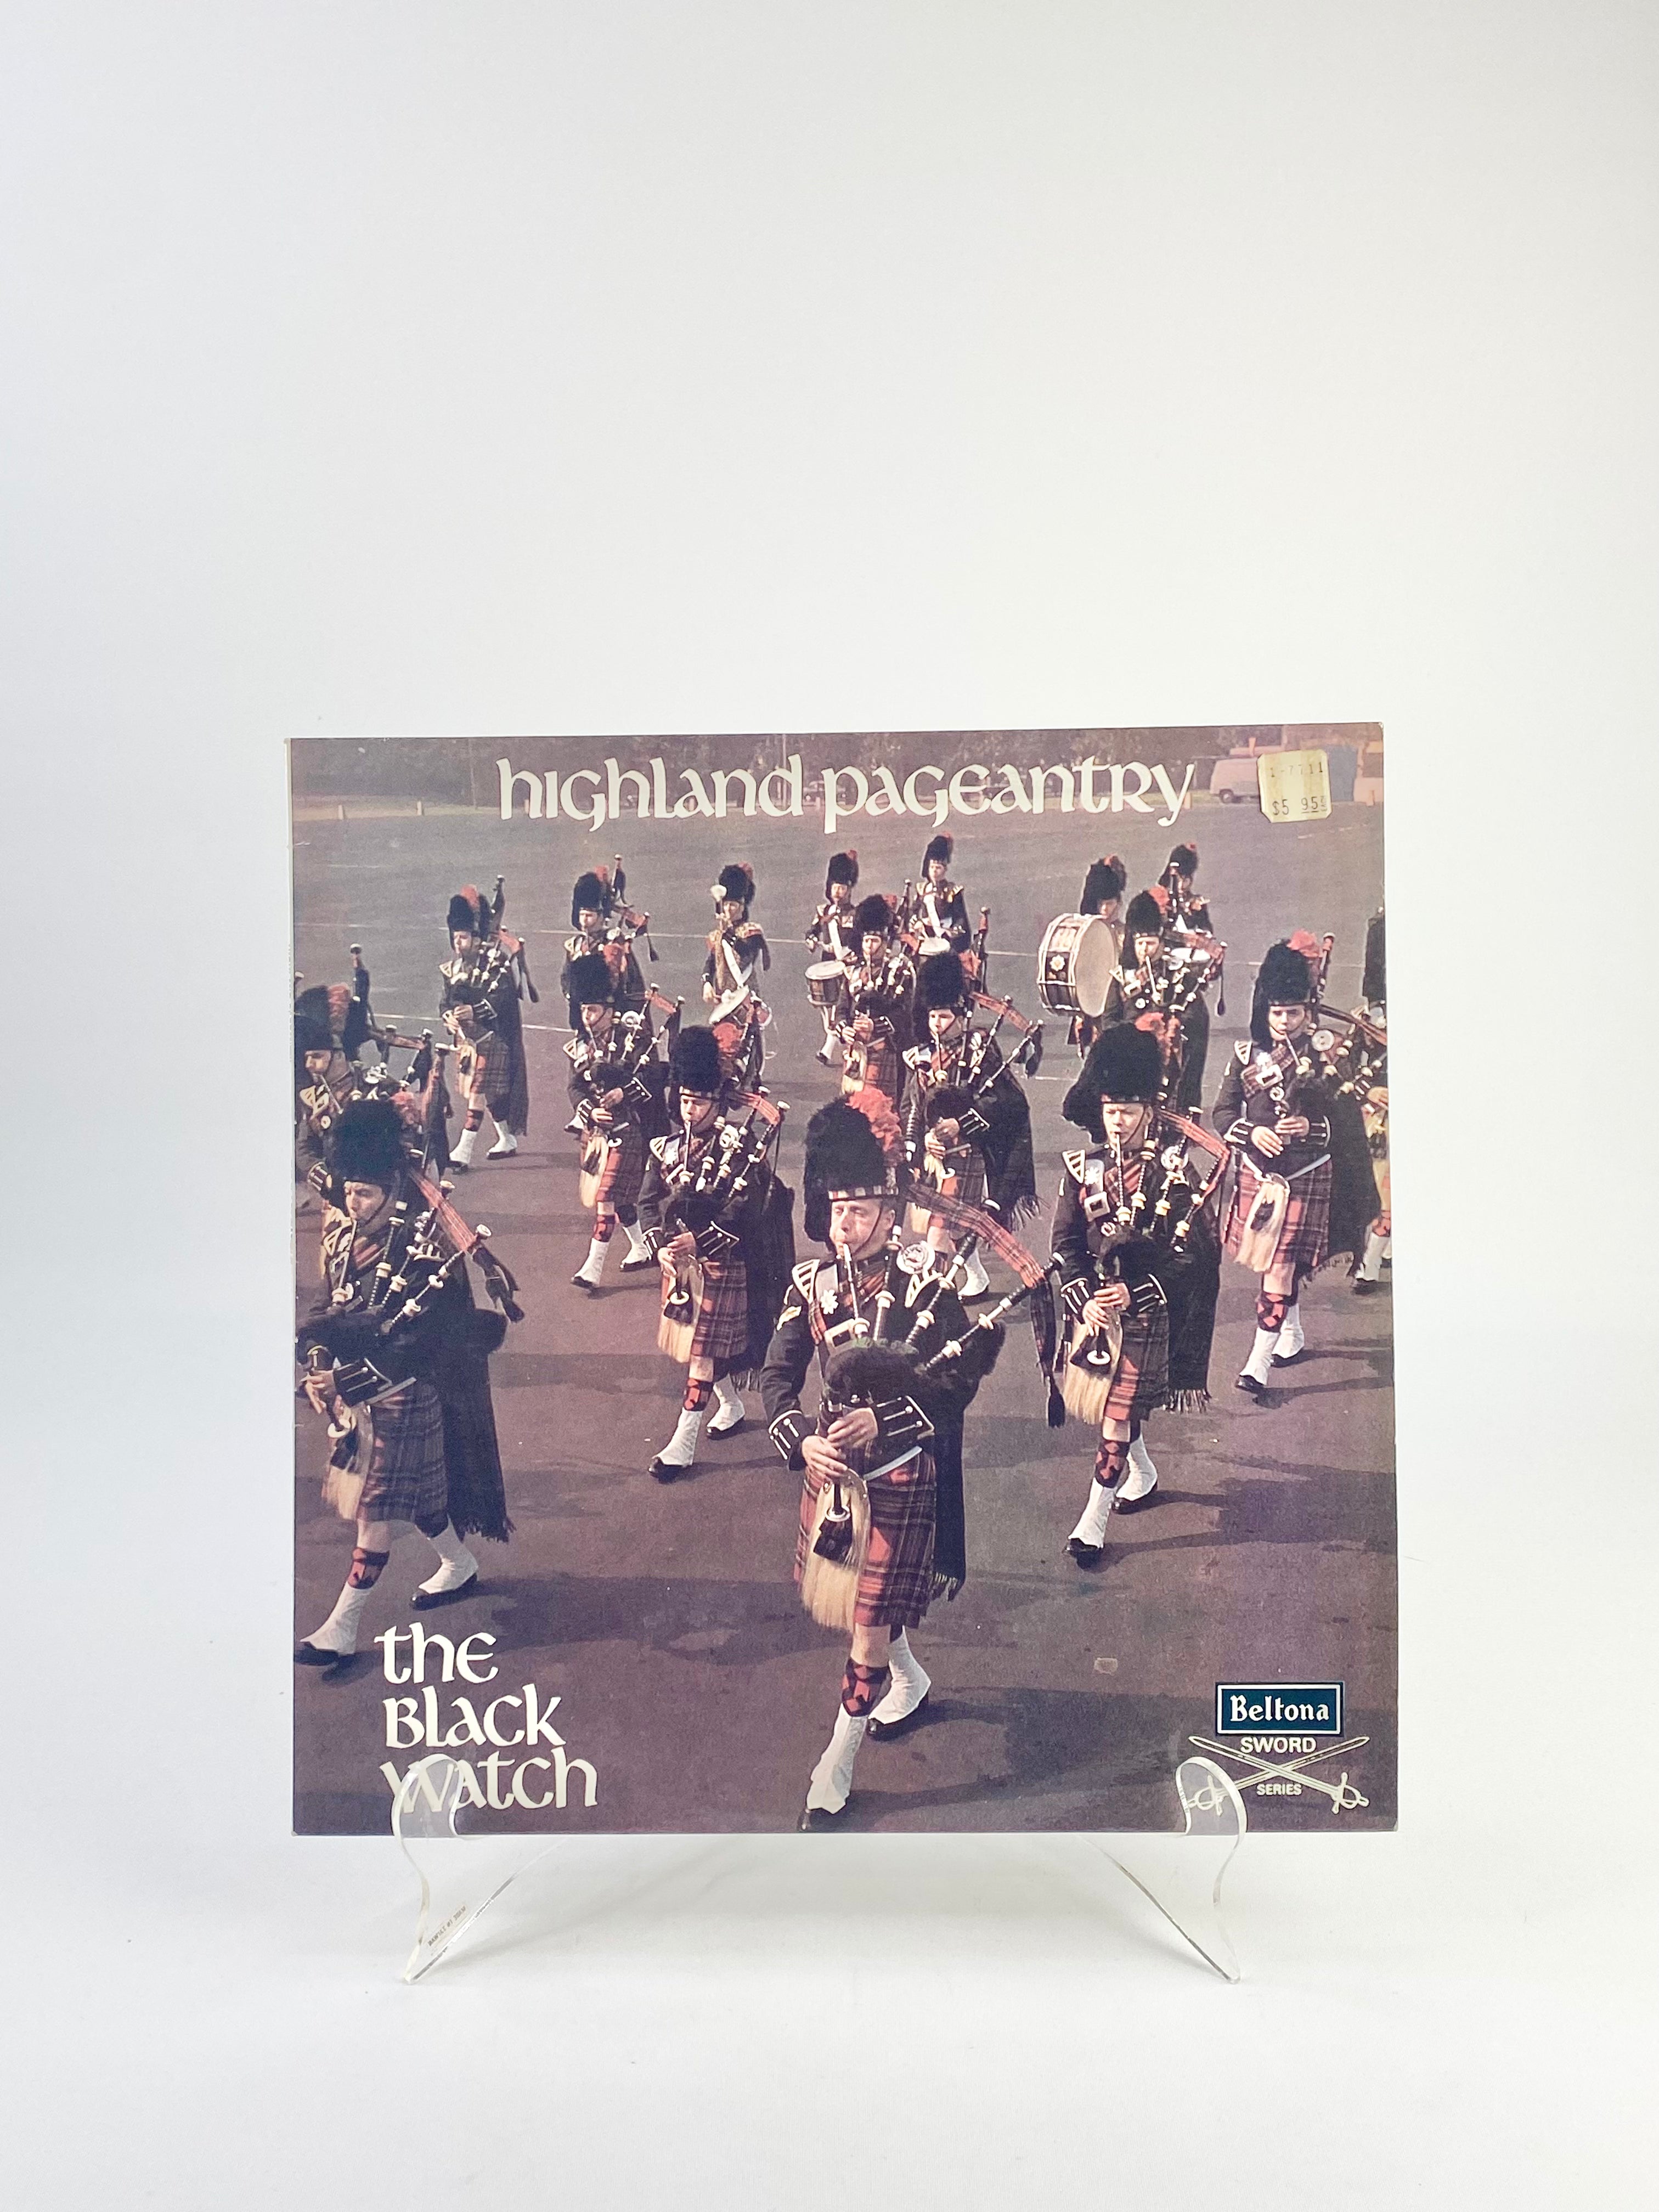 highland pageantry
$5 95
the
Black
watch
Beltona
SWORD
SERIES